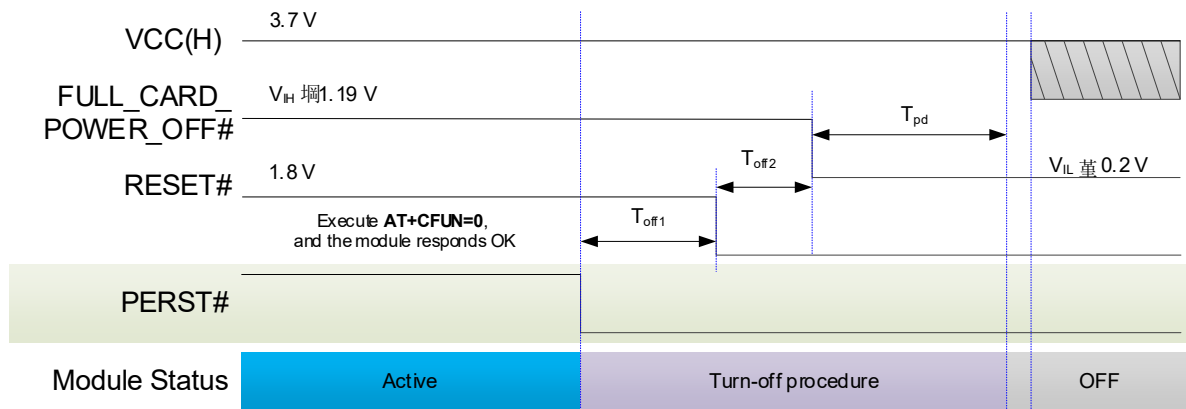 3.7 V
VCC(H)
FULL_CARD_
POWER_OFF#
VIH 堈1.19 V
Tpd
Toff2
VIL 菫 0.2 V
RESET#
1.8 V
Execute AT+CFUN=0,
and the module responds OK
Toff1
PERST#
Module Status
Active
Turn-off procedure
OFF